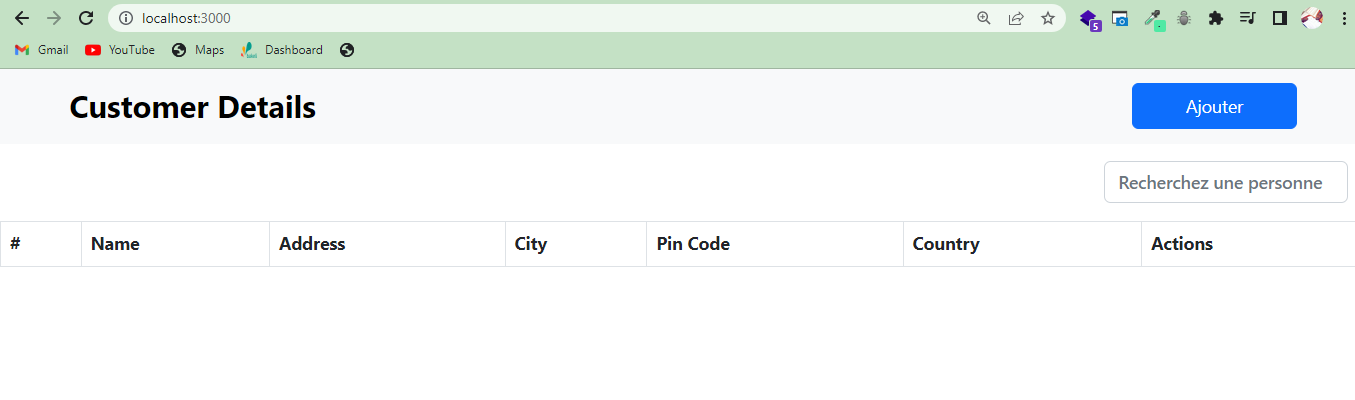 localhost:3000
5
Gmail YouTube Maps Dashboard
Customer Details Ajouter
Recherchez une personne
# Name Address City Pin Code Country Actions